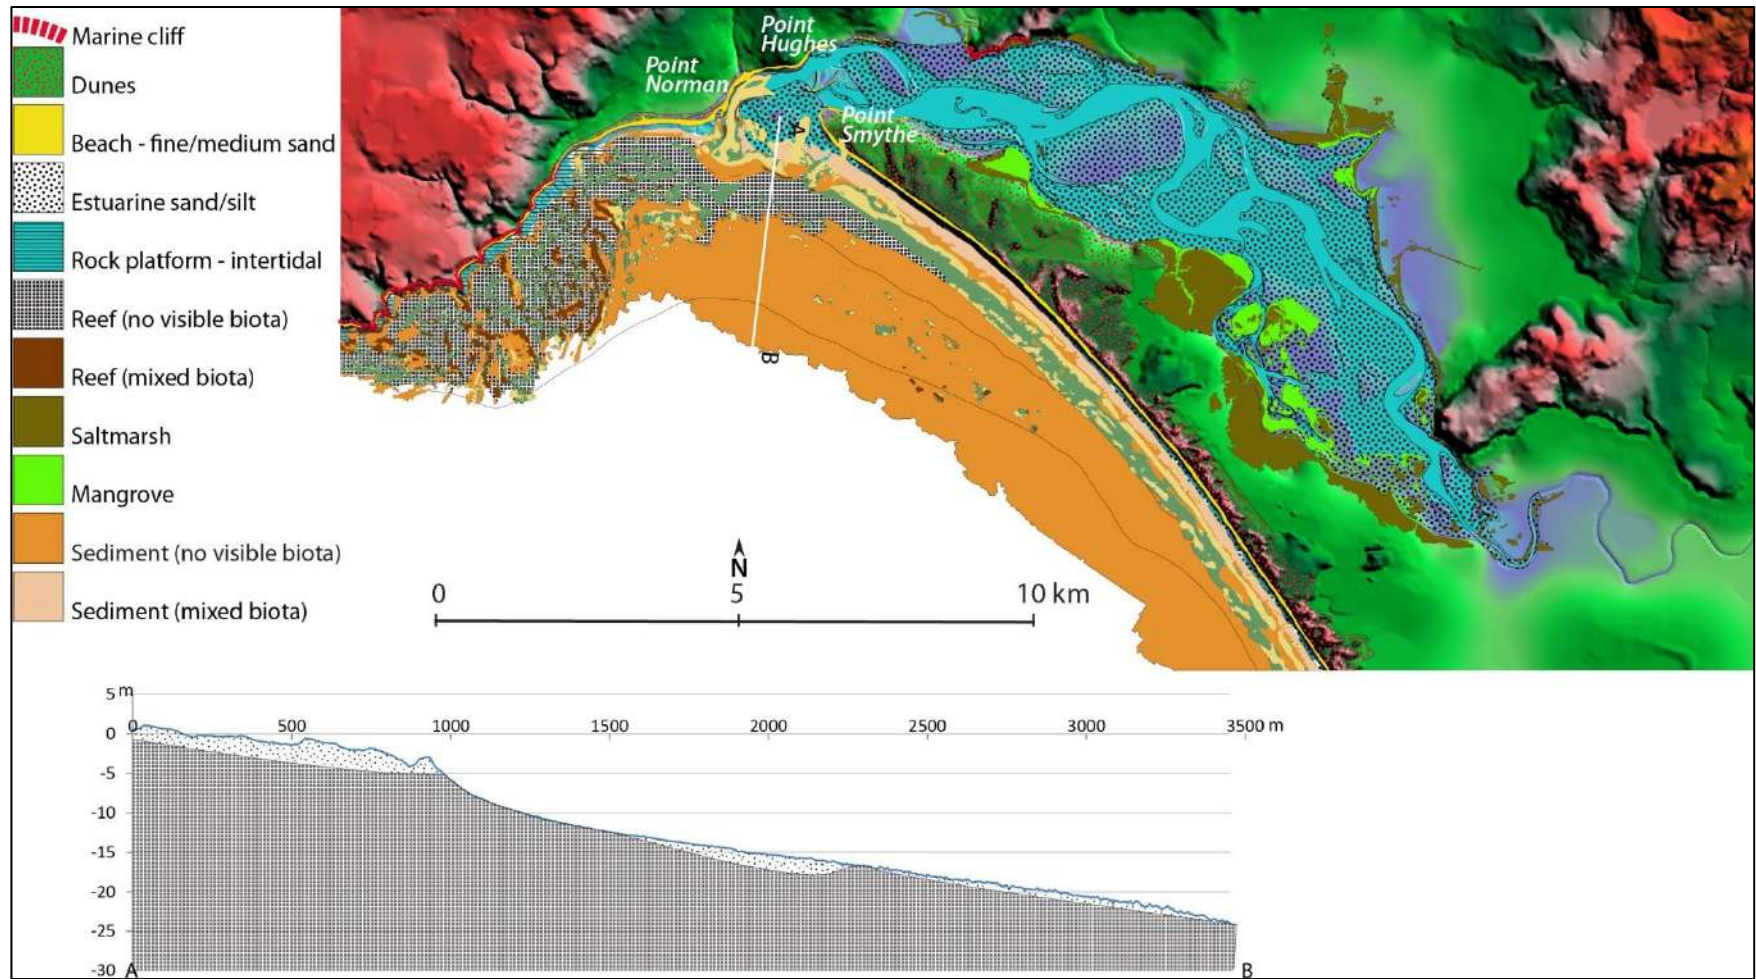 Marine cliff
Dunes
Beach - fine/medium sand
Estuarine sand/silt
Rock platform - intertidal
Reef (no visible biota)
Reef (mixed biota)
Saltmarsh
Mangrove
Sediment (no visible biota)
Sediment (mixed biota)
Point
Hughes
Point
Norman
Point
Smythe
A
B
N
0 5 10 km
5 m
0 500 1000 1500 2000 2500 3000 3500 m
0
-5
-10
-15
-20
-25
-30
A B